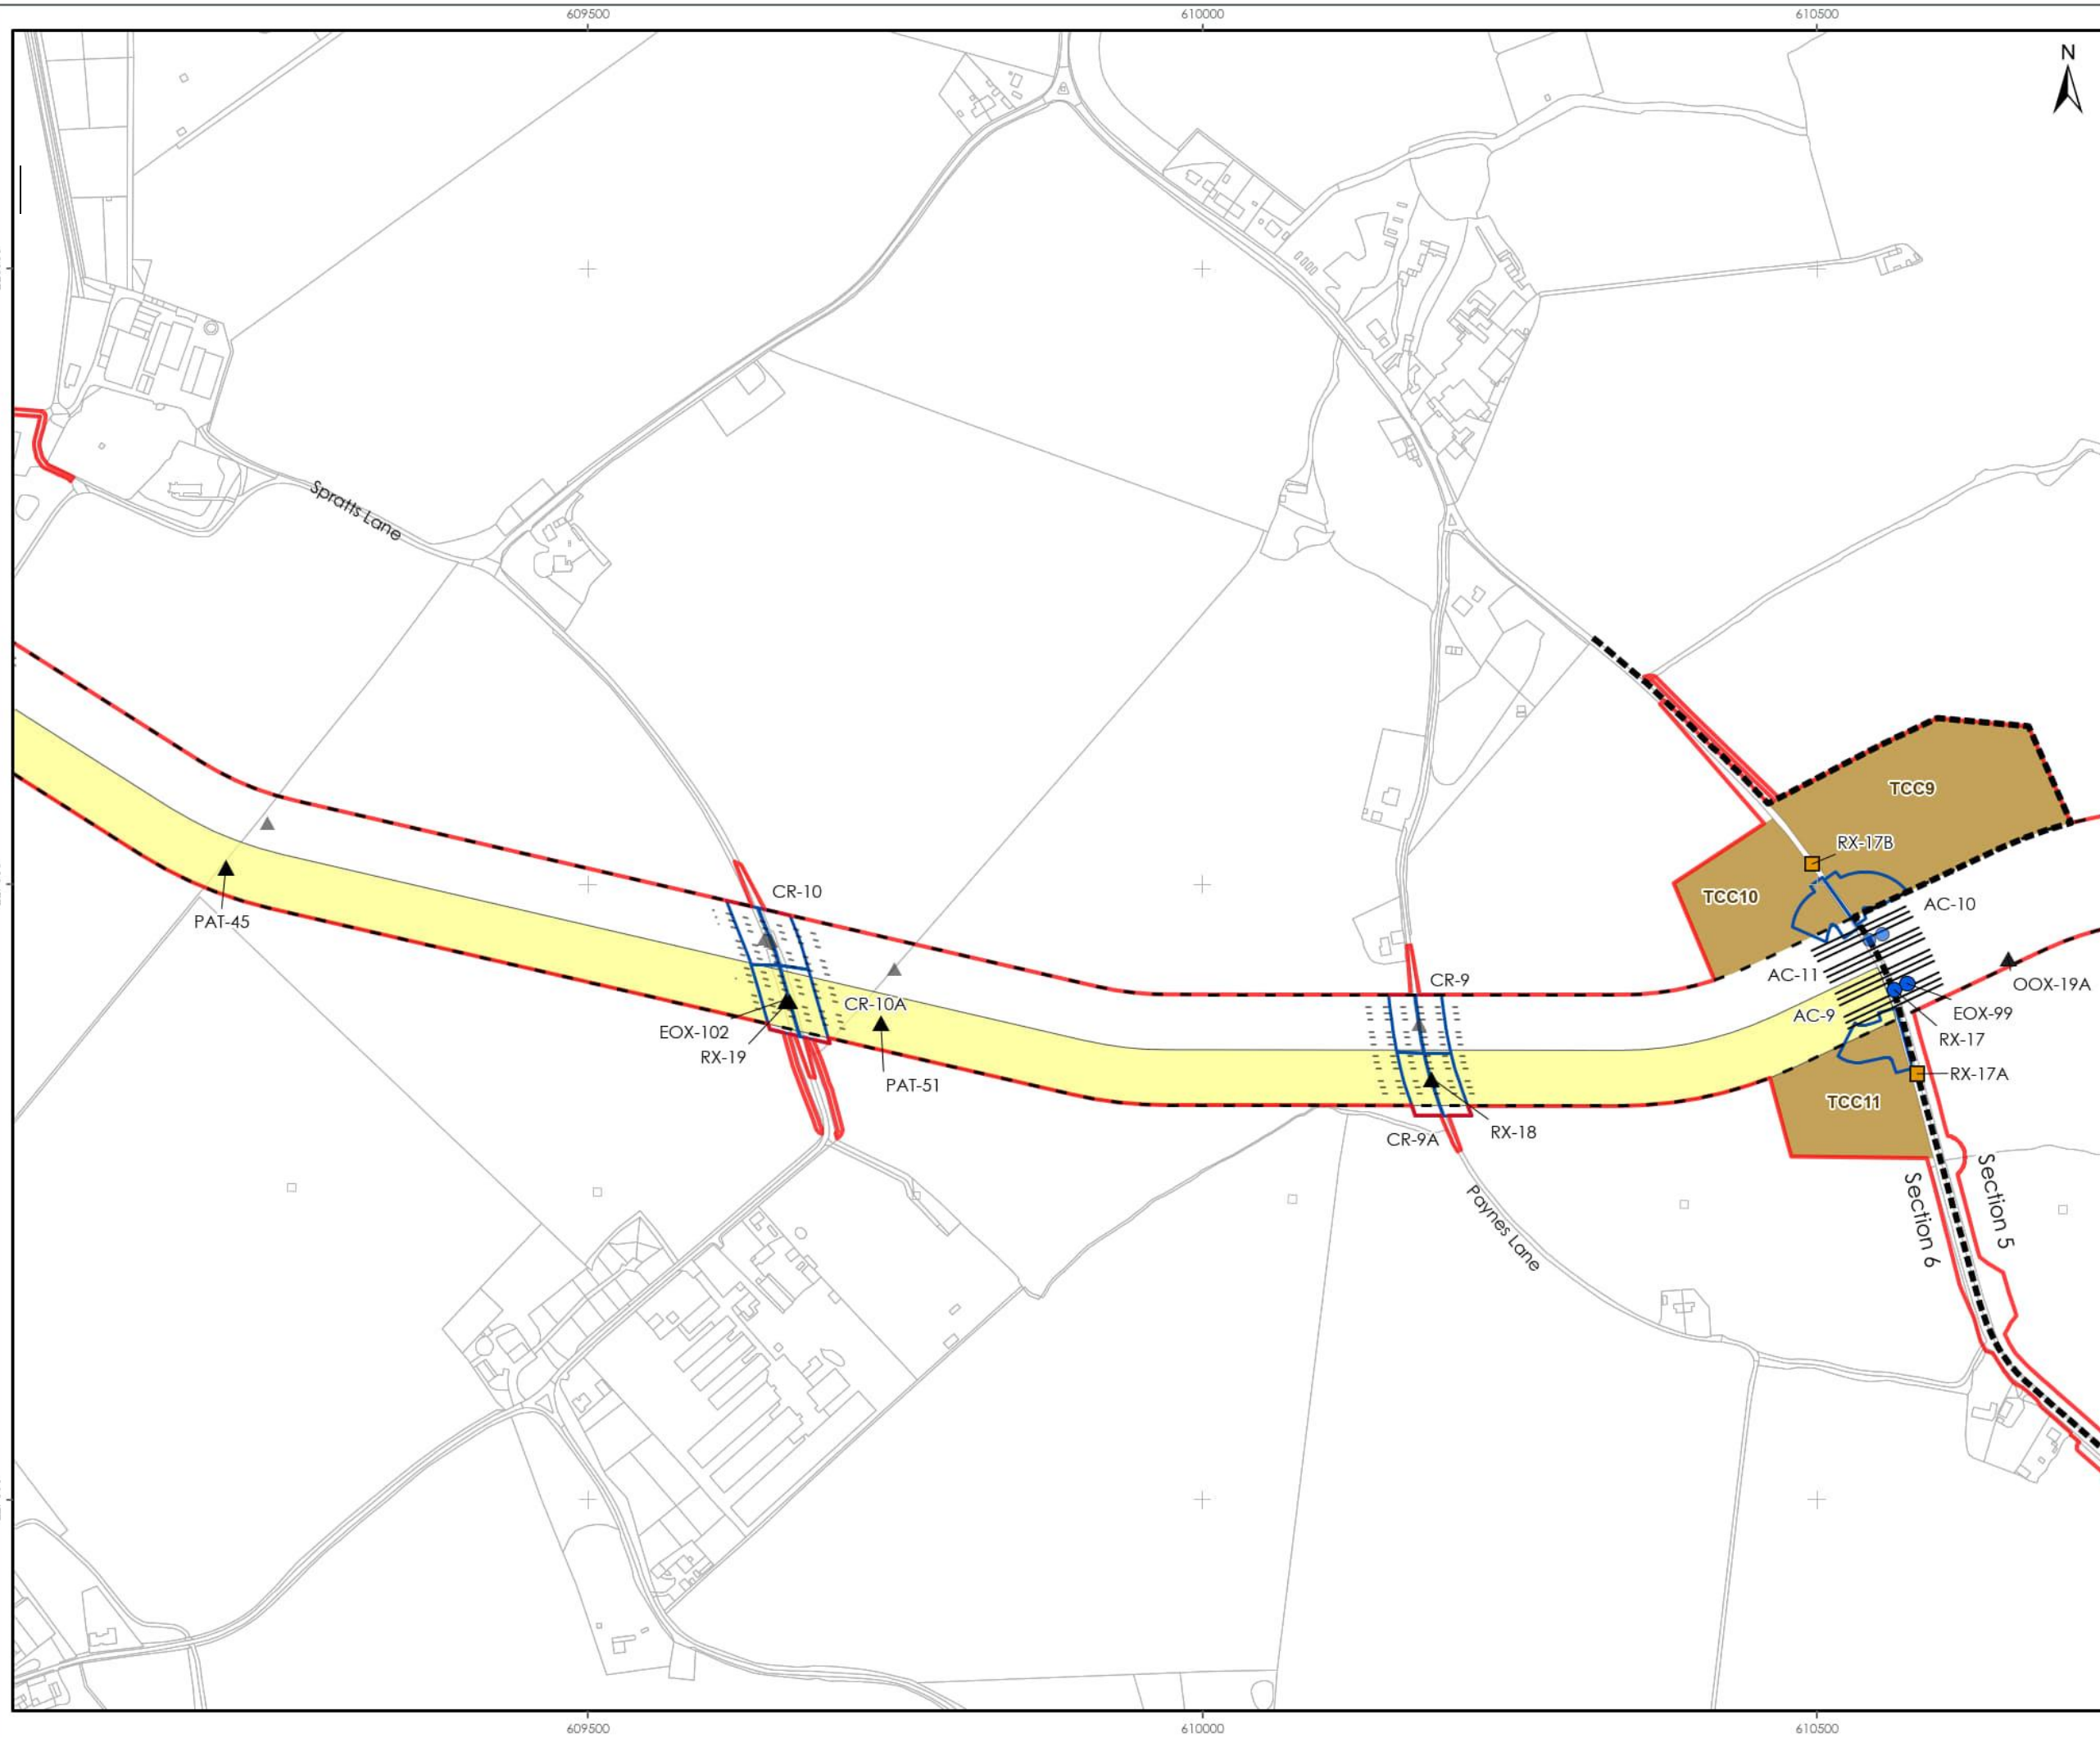 609500
610000
610500
N
Spratts Lane
TCC9
RX-17B
CR-10
TCC10
AC-10
PAT-45
CR-9
AC-11
OOX-19A
CR-10A
EOX-99
EOX-102
AC-9
RX-17
RX-19
RX-17A
PAT-51
TCC11
RX-18
CR-9A
Section 5
Section 6
Paynes Lane
609500
610000
610500